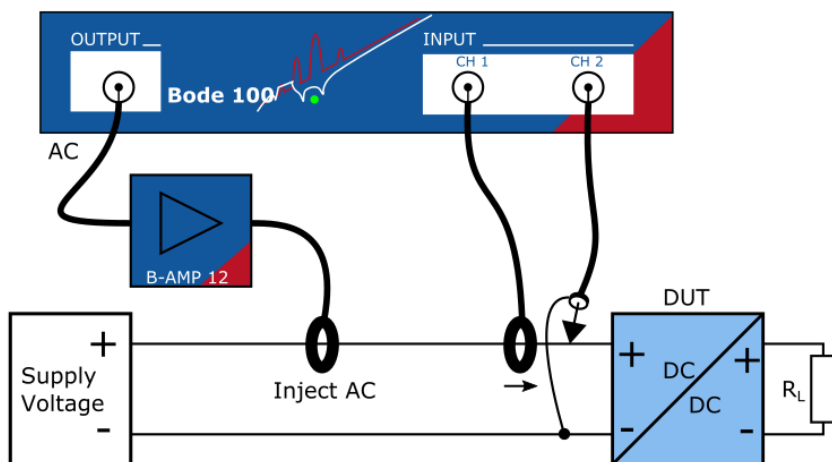 OUTPUT
INPUT
CH 1
CH 2
Bode 100
AC
B-AMP 12
DUT
+
+
+
Supply
Voltage
Inject AC
DC
DC
RL
-
-
-